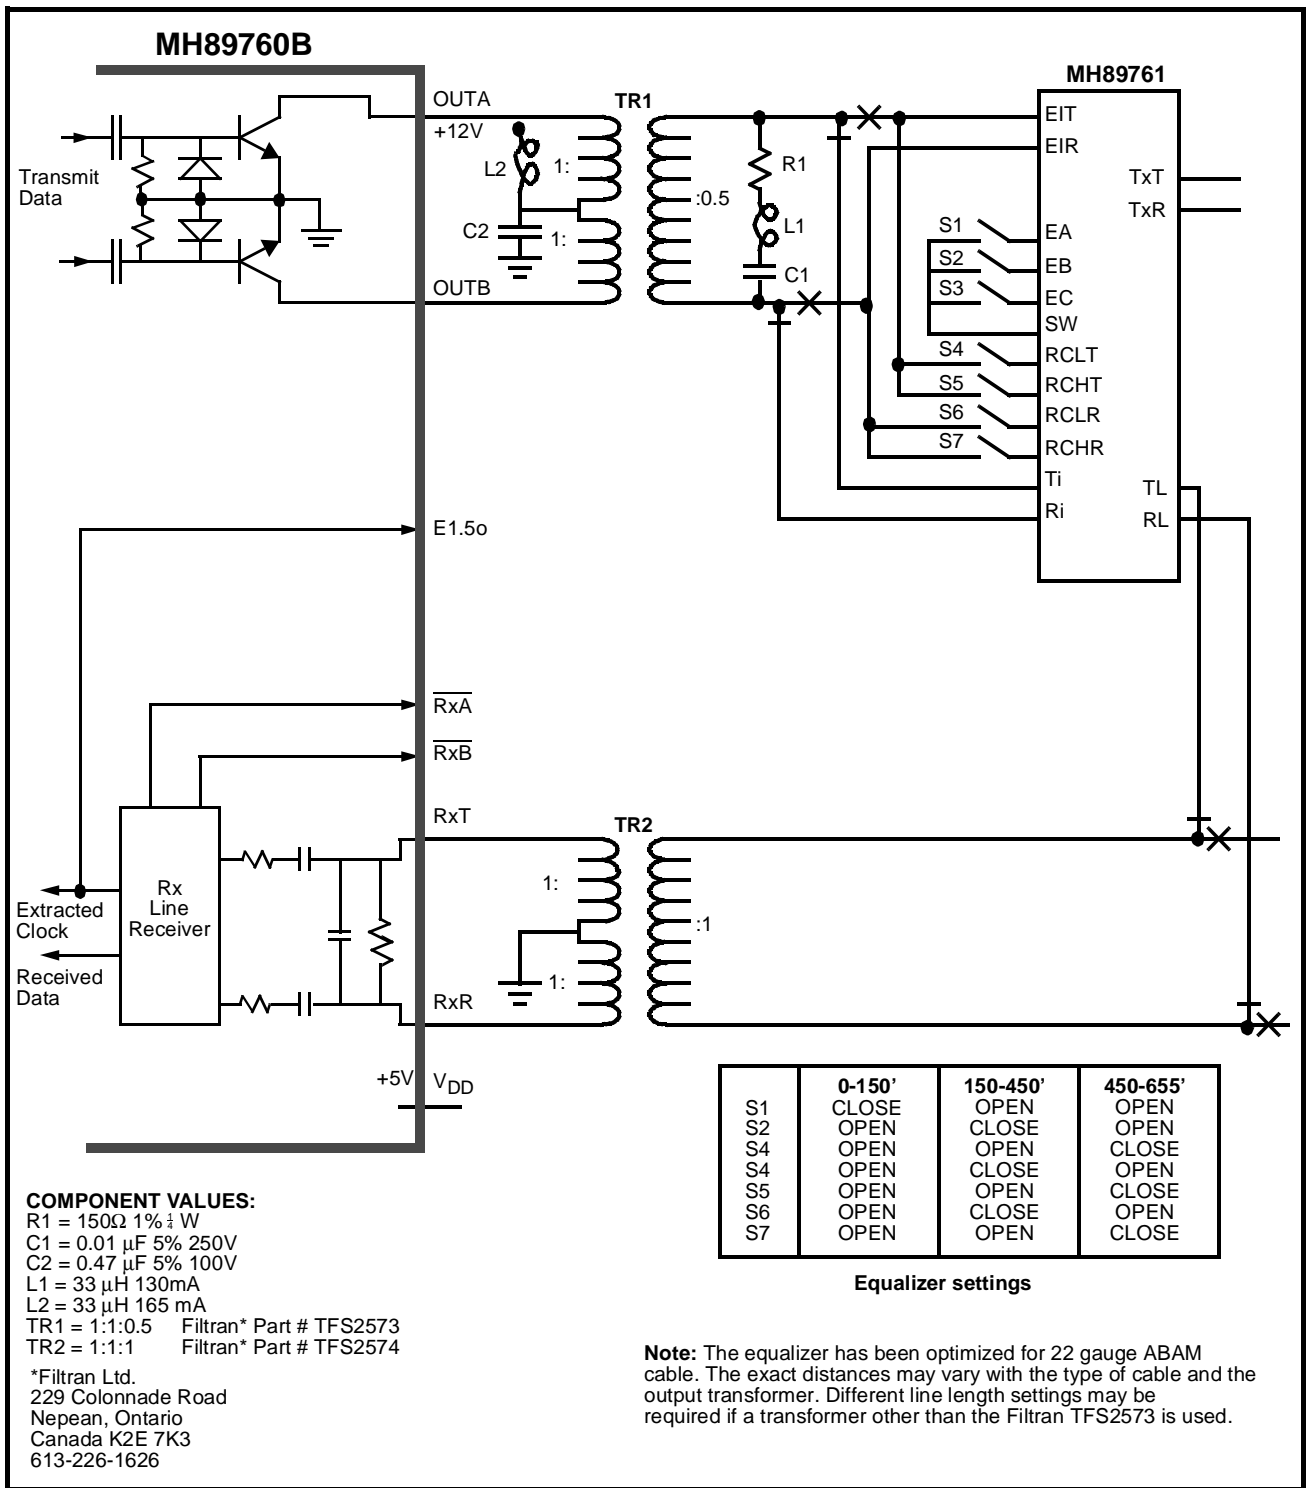 MH89760B
MH89761
OUTA
+12V
TR1
L2
1:
:0.5
R1
L1
C1
C2
1:
OUTB
Transmit
Data
EIT
EIR
TxT
TxR
S1
EA
S2
EB
S3
EC
SW
S4
RCLT
S5
RCHT
S6
RCLR
S7
RCHR
Ti
TL
Ri
RL
E1.5o
RxA
RxB
RxT
TR2
1:
:1
1:
RxR
Rx
Line
Receiver
Extracted
Clock
Received
Data
+5V
VDD
0-150' 150-450' 450-655'
S1 CLOSE OPEN OPEN
S2 OPEN CLOSE OPEN
S4 OPEN OPEN CLOSE
S4 OPEN CLOSE OPEN
S5 OPEN OPEN CLOSE
S6 OPEN CLOSE OPEN
S7 OPEN OPEN CLOSE
Equalizer settings
COMPONENT VALUES:
R1 = 150Ω 1% ¼ W
C1 = 0.01 µF 5% 250V
C2 = 0.47 µF 5% 100V
L1 = 33 µH 130mA
L2 = 33 µH 165 mA
TR1 = 1:1:0.5 Filtran* Part # TFS2573
TR2 = 1:1:1 Filtran* Part # TFS2574
*Filtran Ltd.
229 Colonnade Road
Nepean, Ontario
Canada K2E 7K3
613-226-1626
Note: The equalizer has been optimized for 22 gauge ABAM
cable. The exact distances may vary with the type of cable and the
output transformer. Different line length settings may be
required if a transformer other than the Filtran TFS2573 is used.